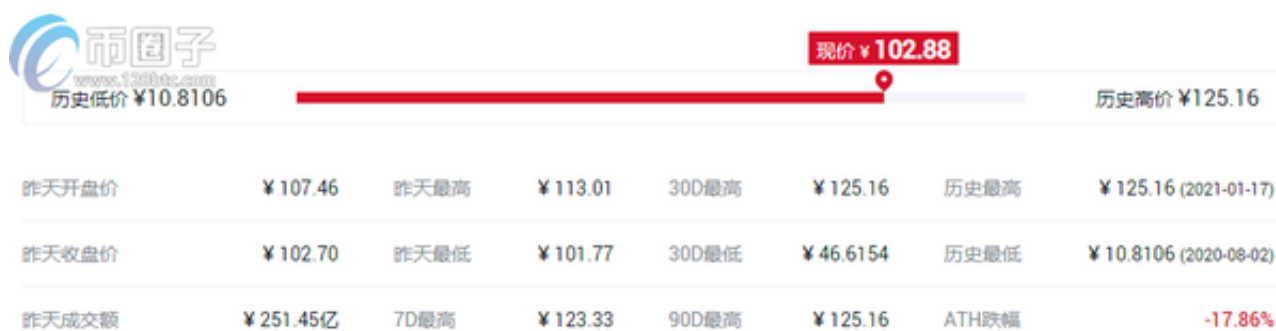 币圈子
www.120btc.com
现价 ¥ 102.88
历史低价 ¥10.8106 历史高价 ¥125.16
昨天开盘价 ¥ 107.46 昨天最高 ¥ 113.01 30D最高 ¥ 125.16 历史最高 ¥ 125.16 (2021-01-17)
昨天收盘价 ¥ 102.70 昨天最低 ¥ 101.77 30D最低 ¥ 46.6154 历史最低 ¥ 10.8106 (2020-08-02)
昨天成交额 ¥ 251.45亿 7D最高 ¥ 123.33 90D最高 ¥ 125.16 ATH跌幅 -17.86%